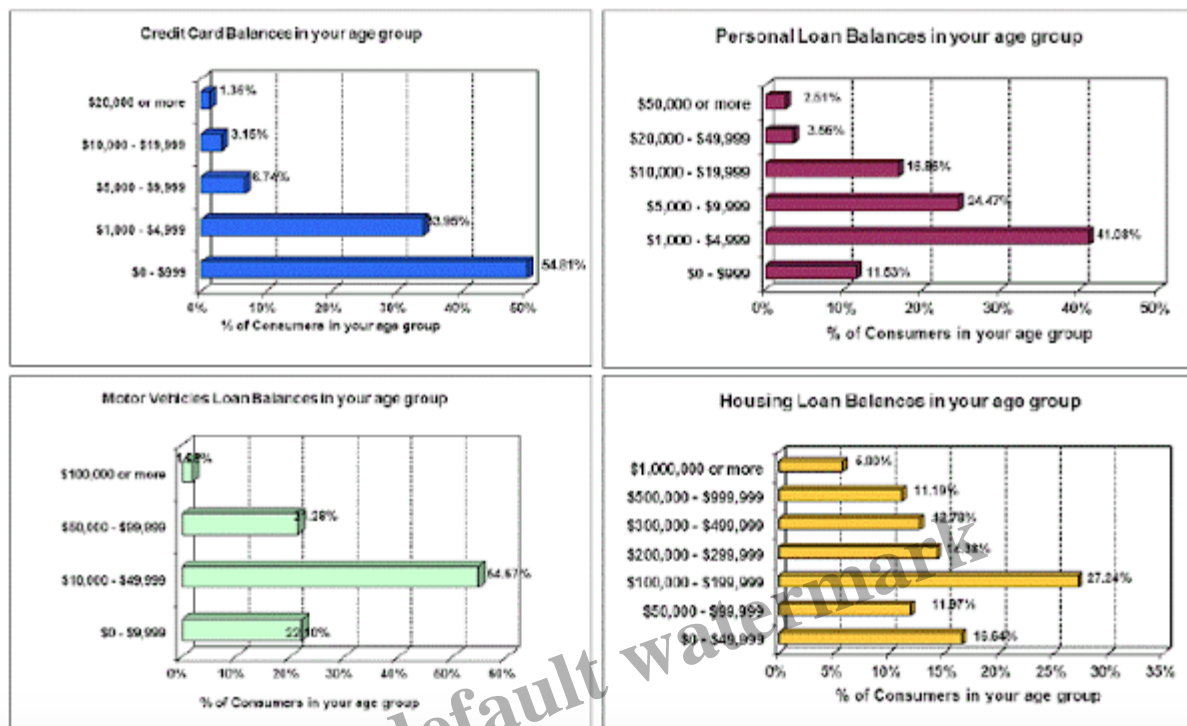 Credit Card Balances in your age group
$20,000 or more 1.36%
$10,000 - $19,999 3.15%
$5,000 - $9,999 6.74%
$1,000 - $4,999 33.95%
$0 - $999 54.81%
0% 10% 20% 30% 40% 50%
% of Consumers in your age group
Personal Loan Balances in your age group
$50,000 or more 2.51%
$20,000 - $49,999 3.56%
$10,000 - $19,999
$5,000 - $9,999 24.47%
$1,000 - $4,999 41.08%
$0 - $999 11.53%
0% 10% 20% 30% 40% 50%
% of Consumers in your age group
Motor Vehicles Loan Balances in your age group
$100,000 or more
$50,000 - $99,999 21.28%
$10,000 - $49,999 54.67%
$0 - $9,999 22.10%
0% 10% 20% 30% 40% 50% 60%
% of Consumers in your age group
Housing Loan Balances in your age group
$1,000,000 or more
$500,000 - $999,999 11.19%
$300,000 - $499,999 12.78%
$200,000 - $299,999
$100,000 - $199,999 27.24%
$50,000 - $99,999 11.97%
$0 - $49,999 16.64%
0% 5% 10% 15% 20% 25% 30% 35%
% of Consumers in your age group
default watermark